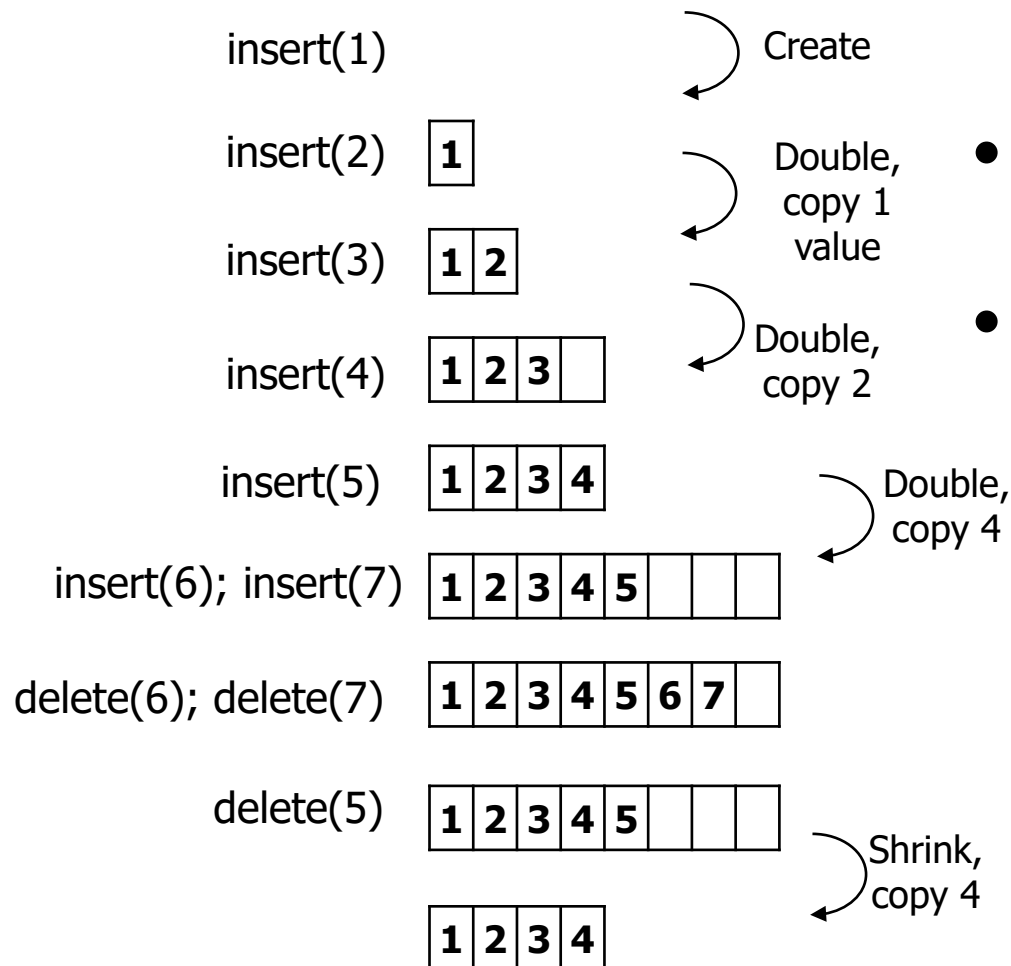 insert(1)
Create
insert(2)
1
Double,
copy 1
value
●
insert(3)
1 2
Double,
copy 2
●
insert(4)
1 2 3
insert(5)
1 2 3 4
Double,
copy 4
insert(6); insert(7)
1 2 3 4 5
delete(6); delete(7)
1 2 3 4 5 6 7
delete(5)
1 2 3 4 5
Shrink,
copy 4
1 2 3 4